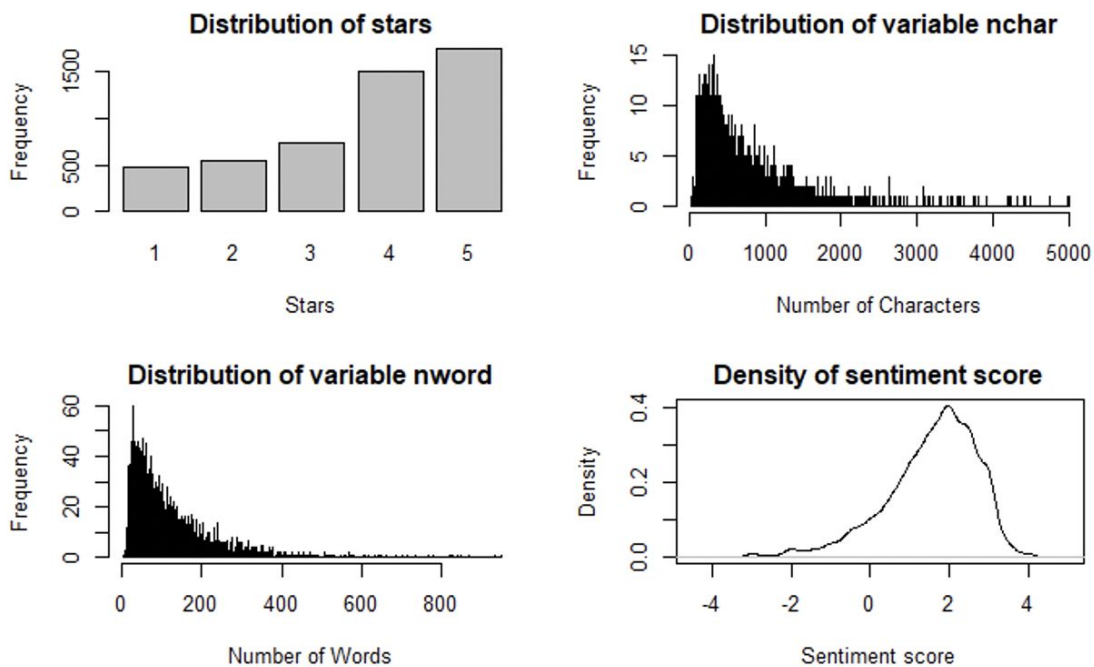 Distribution of stars
Frequency
0
500
1500
1 2 3 4 5
Stars
Distribution of variable nchar
Frequency
0
5
10
15
0 1000 2000 3000 4000 5000
Number of Characters
Distribution of variable nword
Frequency
0
20
40
60
0 200 400 600 800
Number of Words
Density of sentiment score
Density
0.0
0.2
0.4
-4 -2 0 2 4
Sentiment score